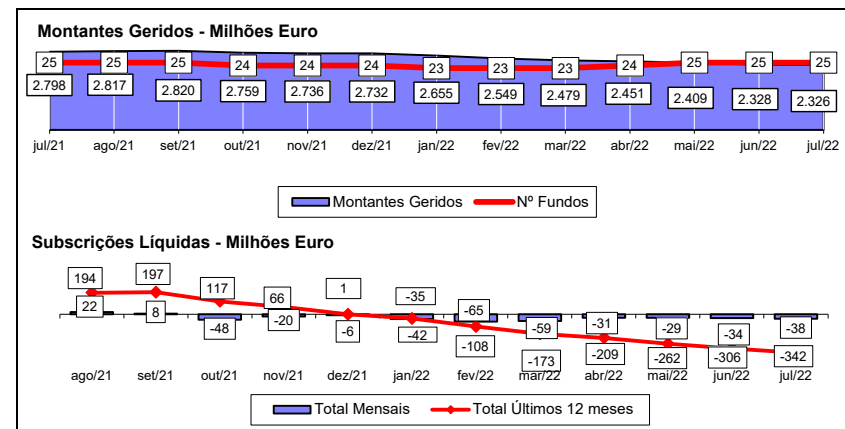 Montantes Geridos - Milhões Euro
25 25 25 24 24 24 23 23 23 24 25 25 25
2.798 2.817 2.820 2.759 2.736 2.732 2.655 2.549 2.479 2.451 2.409 2.328 2.326
jul/21 ago/21 set/21 out/21 nov/21 dez/21 jan/22 fev/22 mar/22 abr/22 mai/22 jun/22 jul/22
Montantes Geridos Nº Fundos
Subscrições Líquidas - Milhões Euro
194 197 117 66 1 -35 -65 -59 -31 -29 -34 -38
22 8 -48 -20 -6 -42 -108 -173 -209 -262 -306 -342
ago/21 set/21 out/21 nov/21 dez/21 jan/22 fev/22 mar/22 abr/22 mai/22 jun/22 jul/22
Total Mensais Total Últimos 12 meses